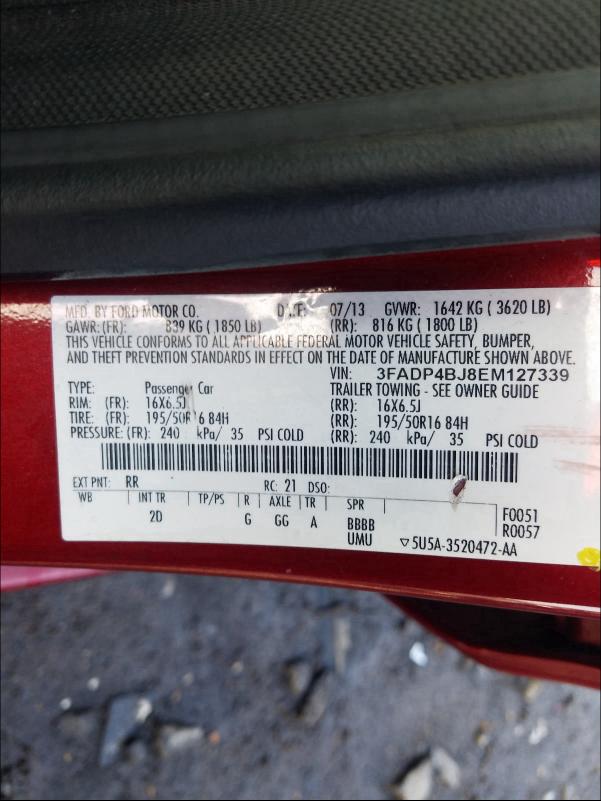 MFD. BY FORD MOTOR CO. DATE: 07/13 GVWR: 1642 KG ( 3620 LB)
GAWR: (FR): 839 KG ( 1850 LB) (RR): 816 KG ( 1800 LB)
THIS VEHICLE CONFORMS TO ALL APPLICABLE FEDERAL MOTOR VEHICLE SAFETY, BUMPER,
AND THEFT PREVENTION STANDARDS IN EFFECT ON THE DATE OF MANUFACTURE SHOWN ABOVE.
VIN: 3FADP4BJ8EM127339
TYPE: Passenger Car TRAILER TOWING - SEE OWNER GUIDE
RIM: (FR): 16X6.5J (RR): 16X6.5J
TIRE: (FR): 195/50R16 84H (RR): 195/50R16 84H
PRESSURE: (FR): 240 kPa/ 35 PSI COLD (RR): 240 kPa/ 35 PSI COLD
EXT PNT: RR RC: 21 DSO:
WB INT TR TP/PS R AXLE TR SPR F0051
2D G GG A BBBB R0057
UMU ▽5U5A-3520472-AA